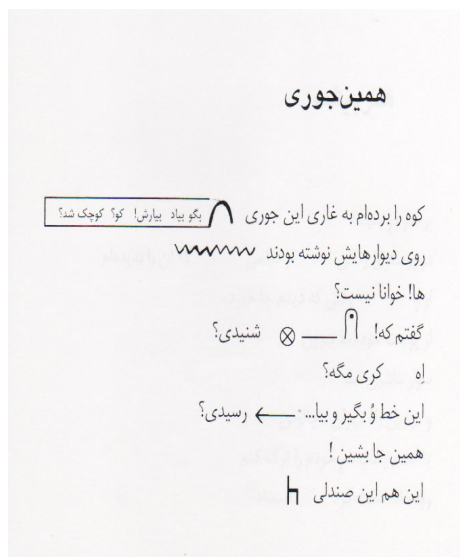 همین‌جوری
کوه را برده‌ام به غاری این جوری بگو بیاد بیارش! کو؟ کوچک شد؟
روی دیوارهایش نوشته بودند
ها! خوانا نیست؟
گفتم که! شنیدی؟
اِه کری مگه؟
این خط وُ بگیر و بیا... رسیدی؟
همین جا بشین!
این هم این صندلی